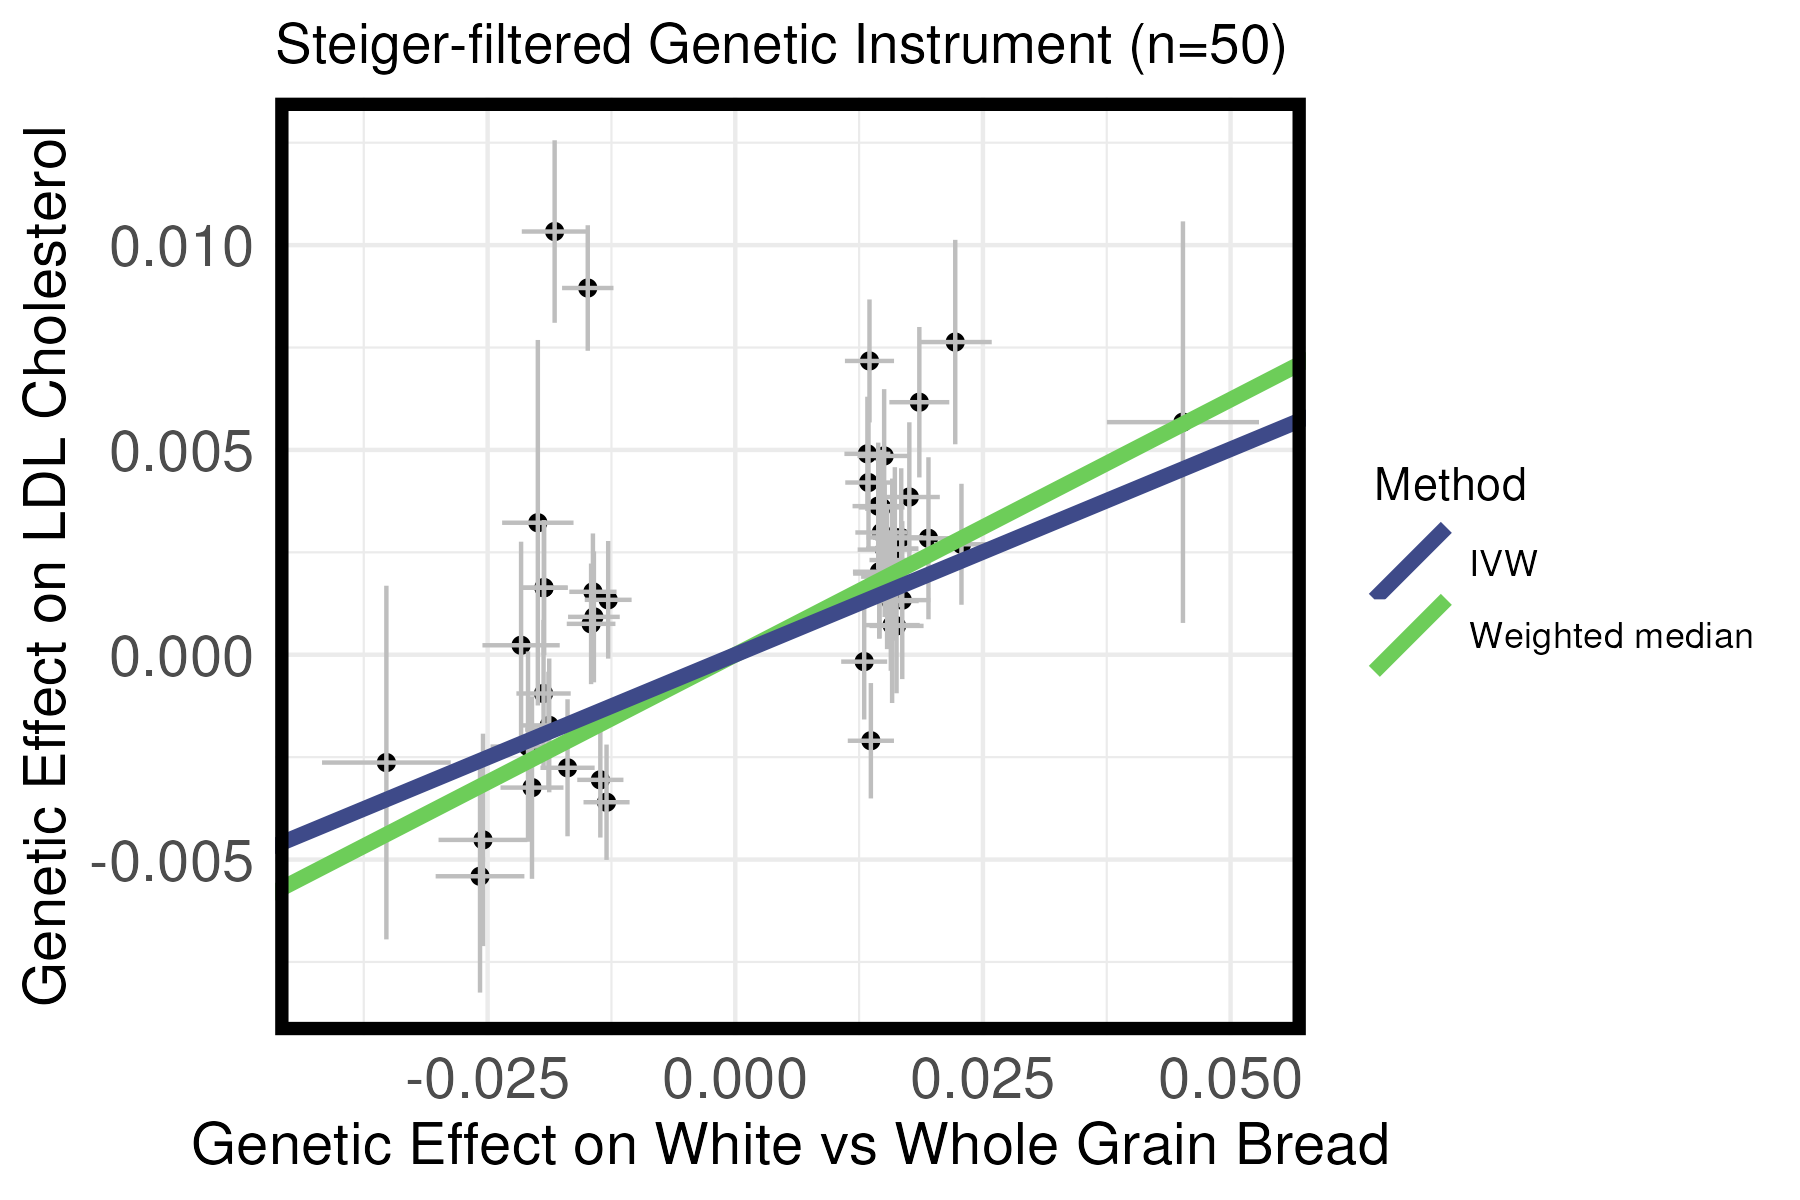 Steiger-filtered Genetic Instrument (n=50)
Genetic Effect on LDL Cholesterol
0.010
0.005
0.000
-0.005
-0.025 0.000 0.025 0.050
Genetic Effect on White vs Whole Grain Bread
Method
IVW
Weighted median